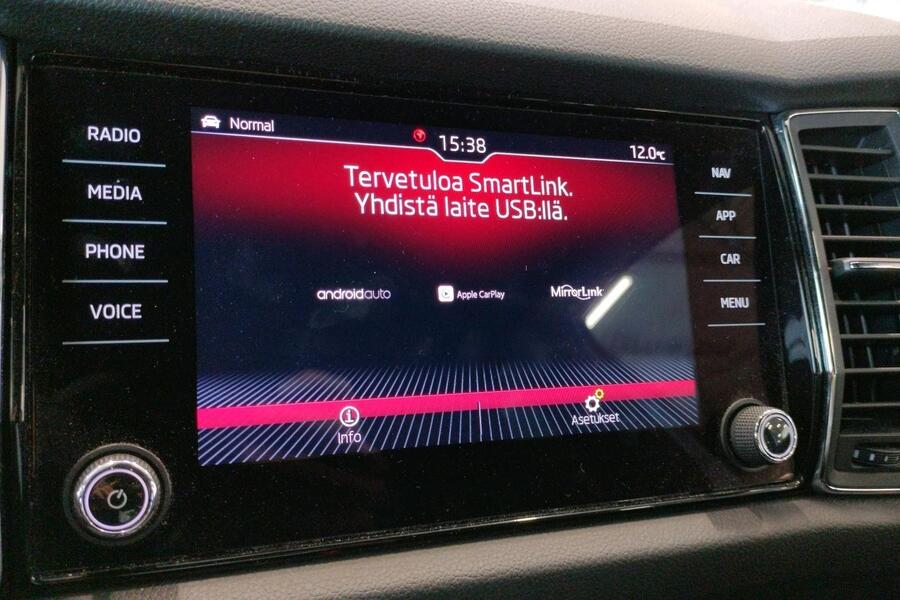 RADIO
MEDIA
PHONE
VOICE
Normal
15:38
12.0°C
Tervetuloa SmartLink.
Yhdistä laite USB:llä.
androidauto
Apple CarPlay
MirrorLink
Info
Asetukset
NAV
APP
CAR
MENU